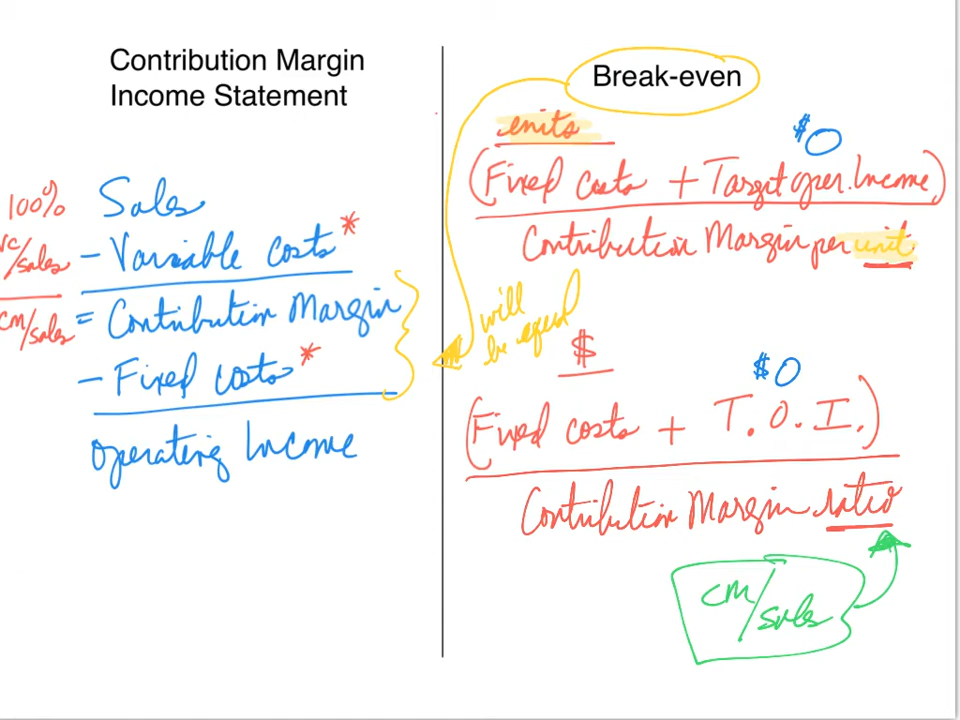 Contribution Margin
Income Statement
100% Sales
VC/sales - Variable costs*
CM/sales = Contribution Margin
- Fixed costs*
Operating Income
Break-even
units
$0
(Fixed costs + Target oper. Income)
Contribution Margin per unit
will
be equal
$
$0
(Fixed costs + T.O.I.)
Contribution Margin ratio
CM/sales